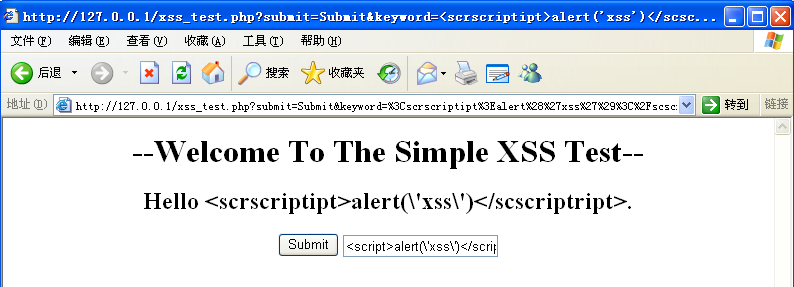 http://127.0.0.1/xss_test.php?submit=Submit&keyword=<scrscriptipt>alert('xss')</scsc...
文件(F) 编辑(E) 查看(V) 收藏(A) 工具(T) 帮助(H)
后退 搜索 收藏夹
地址(D) http://127.0.0.1/xss_test.php?submit=Submit&keyword=%3Cscrscriptipt%3Ealert%28%27xss%27%29%3C%2Fscsc 转到 链接
--Welcome To The Simple XSS Test--
Hello <scrscriptipt>alert(\'xss\')</scscriptript>.
Submit <script>alert(\'xss\')</scrip